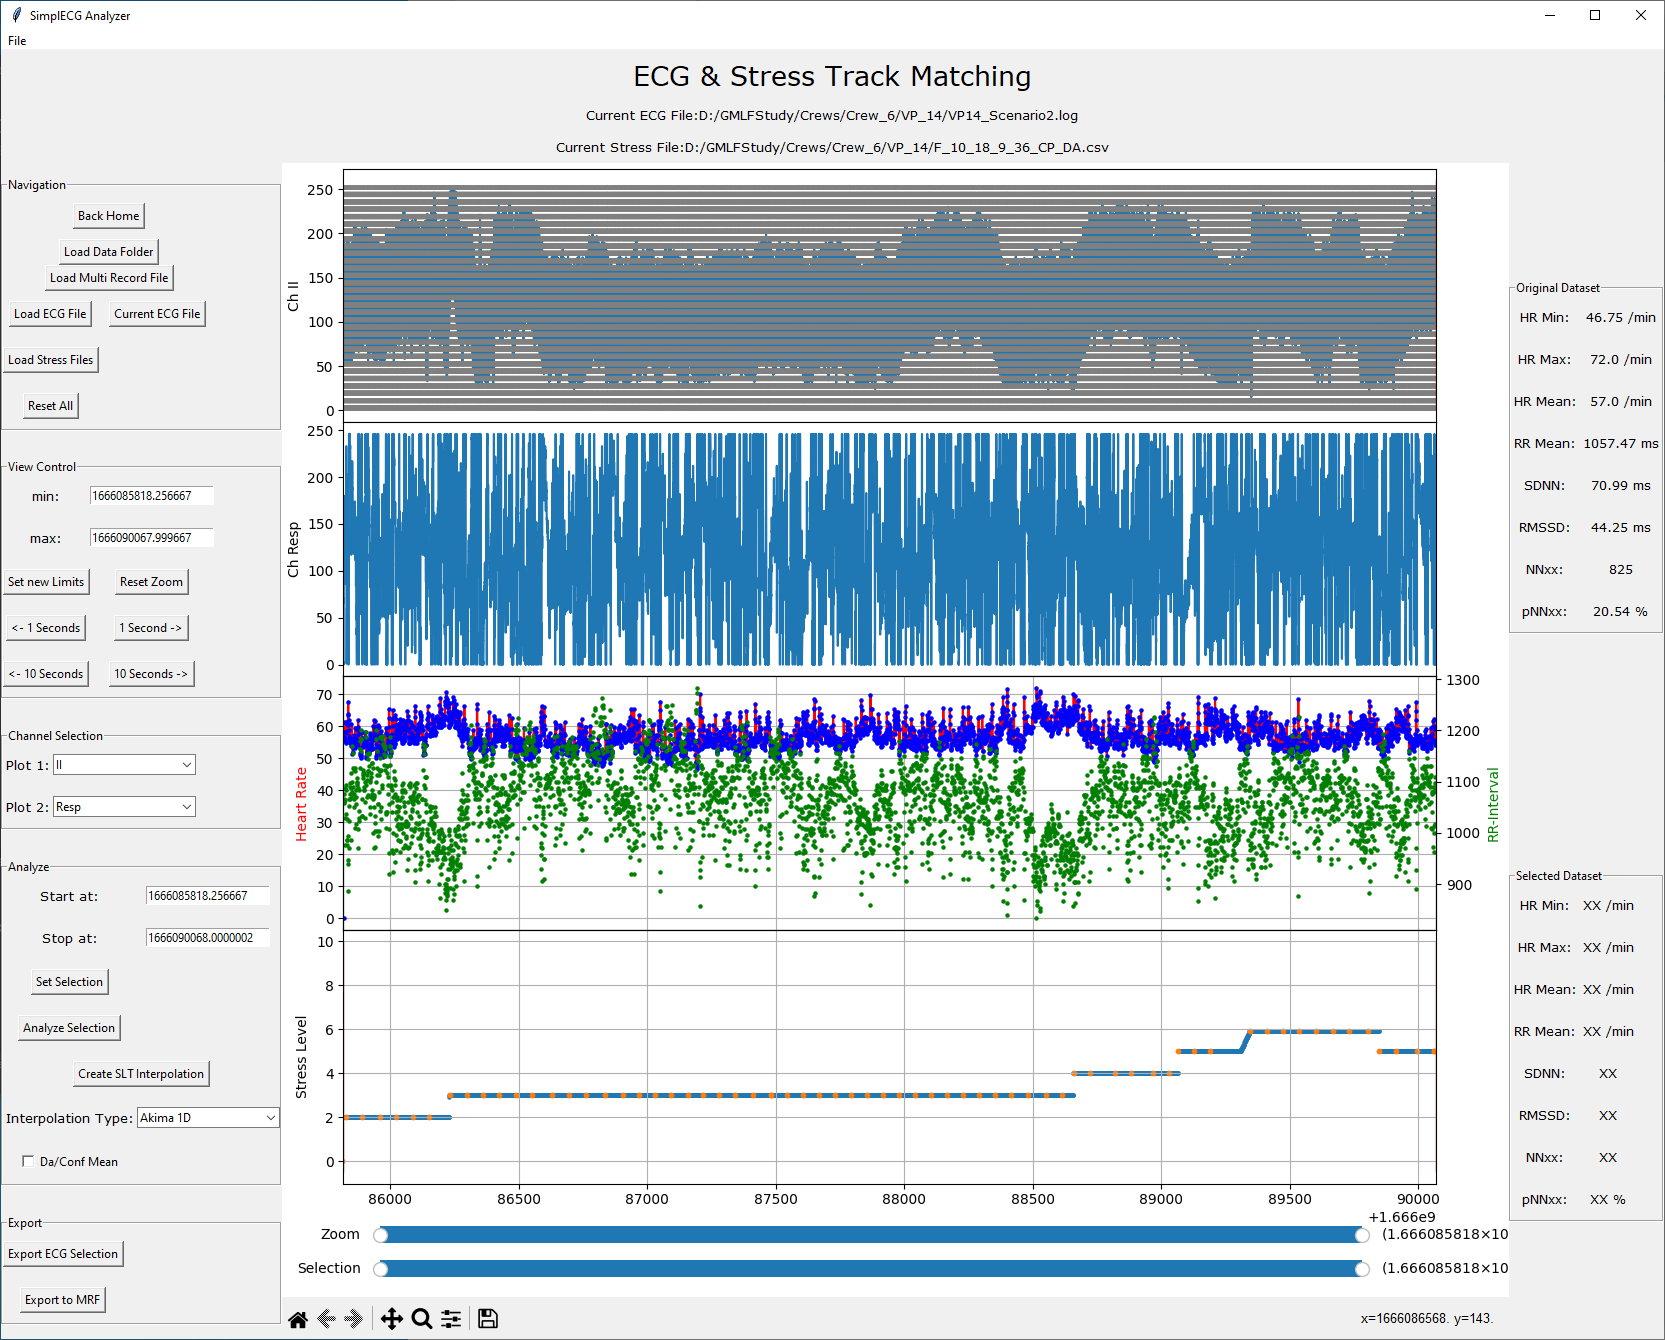 SimplECG Analyzer
File
ECG & Stress Track Matching
Current ECG File:D:/GMLFStudy/Crews/Crew_6/VP_14/VP14_Scenario2.log
Current Stress File:D:/GMLFStudy/Crews/Crew_6/VP_14/F_10_18_9_36_CP_DA.csv
Navigation
Back Home
Load Data Folder
Load Multi Record File
Load ECG File
Current ECG File
Load Stress Files
Reset All
View Control
min: 1666085818.256667
max: 1666090067.999667
Set new Limits
Reset Zoom
<- 1 Seconds
1 Second ->
<- 10 Seconds
10 Seconds ->
Channel Selection
Plot 1: II
Plot 2: Resp
Analyze
Start at: 1666085818.256667
Stop at: 1666090068.0000002
Set Selection
Analyze Selection
Create SLT Interpolation
Interpolation Type: Akima 1D
Da/Conf Mean
Export
Export ECG Selection
Export to MRF
Ch II
250
200
150
100
50
0
Ch Resp
250
200
150
100
50
0
Heart Rate
70
60
50
40
30
20
10
0
1300
1200
1100
1000
900
RR-Interval
Stress Level
10
8
6
4
2
0
86000 86500 87000 87500 88000 88500 89000 89500 90000
+1.666e9
Zoom (1.666085818×10
Selection (1.666085818×10
x=1666086568. y=143.
Original Dataset
HR Min: 46.75 /min
HR Max: 72.0 /min
HR Mean: 57.0 /min
RR Mean: 1057.47 ms
SDNN: 70.99 ms
RMSSD: 44.25 ms
NNxx: 825
pNNxx: 20.54 %
Selected Dataset
HR Min: XX /min
HR Max: XX /min
HR Mean: XX /min
RR Mean: XX /min
SDNN: XX
RMSSD: XX
NNxx: XX
pNNxx: XX %